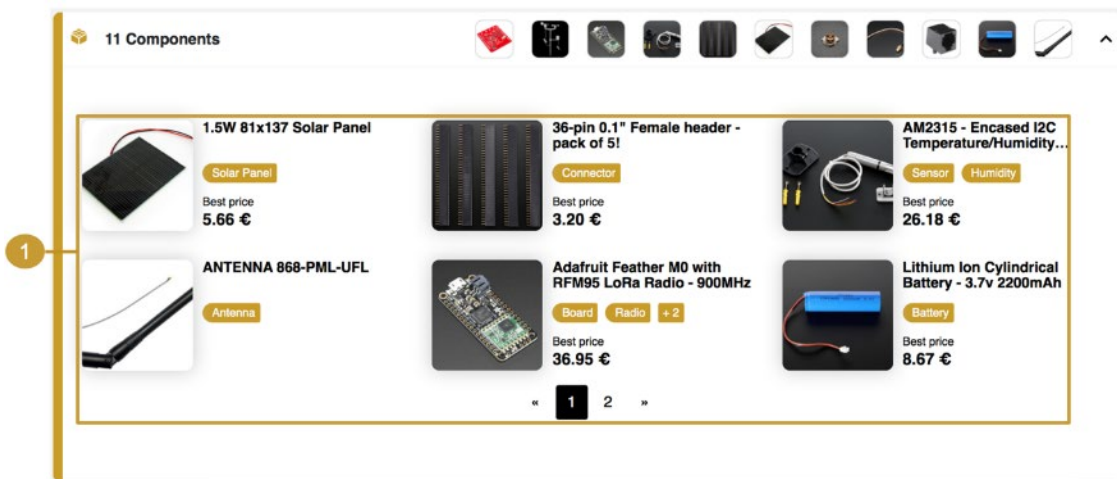 11 Components
1.5W 81x137 Solar Panel
Solar Panel
Best price
5.66 €
36-pin 0.1" Female header -
pack of 5!
Connector
Best price
3.20 €
AM2315 - Encased I2C
Temperature/Humidity...
Sensor Humidity
Best price
26.18 €
1
ANTENNA 868-PML-UFL
Antenna
Adafruit Feather M0 with
RFM95 LoRa Radio - 900MHz
Board Radio + 2
Best price
36.95 €
Lithium Ion Cylindrical
Battery - 3.7v 2200mAh
Battery
Best price
8.67 €
« 1 2 »